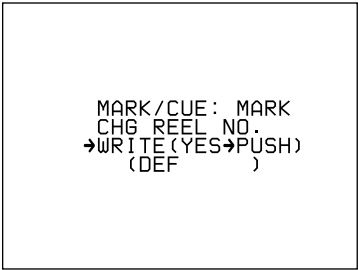 MARK/CUE: MARK
CHG REEL NO.
→WRITE(YES→PUSH)
(DEF      )